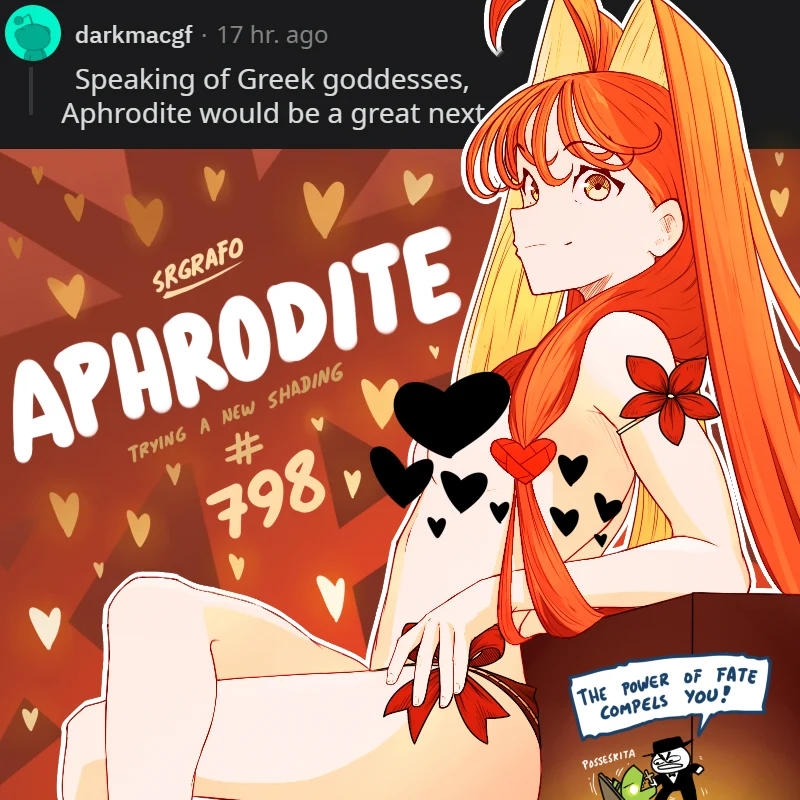 darkmacgf · 17 hr. ago
Speaking of Greek goddesses,
Aphrodite would be a great next
SRGRAFO
APHRODITE
TRYING A NEW SHADING
#
798
THE POWER OF FATE
COMPELS YOU!
POSSESKITA